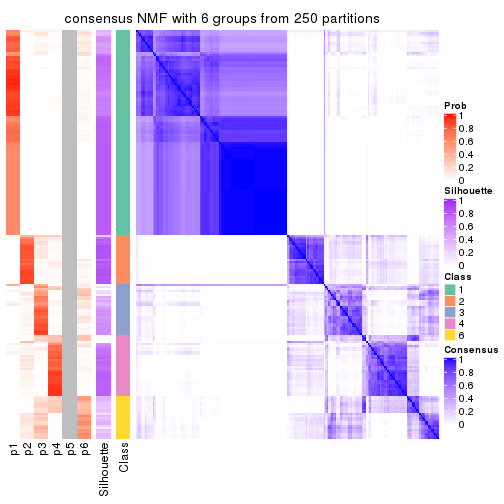 consensus NMF with 6 groups from 250 partitions
Prob
1
0.8
0.6
0.4
0.2
0
Silhouette
1
0.8
0.6
0.4
0.2
0
Class
1
2
3
4
6
Consensus
1
0.8
0.6
0.4
0.2
0
p1
p2
p3
p4
p5
p6
Silhouette
Class